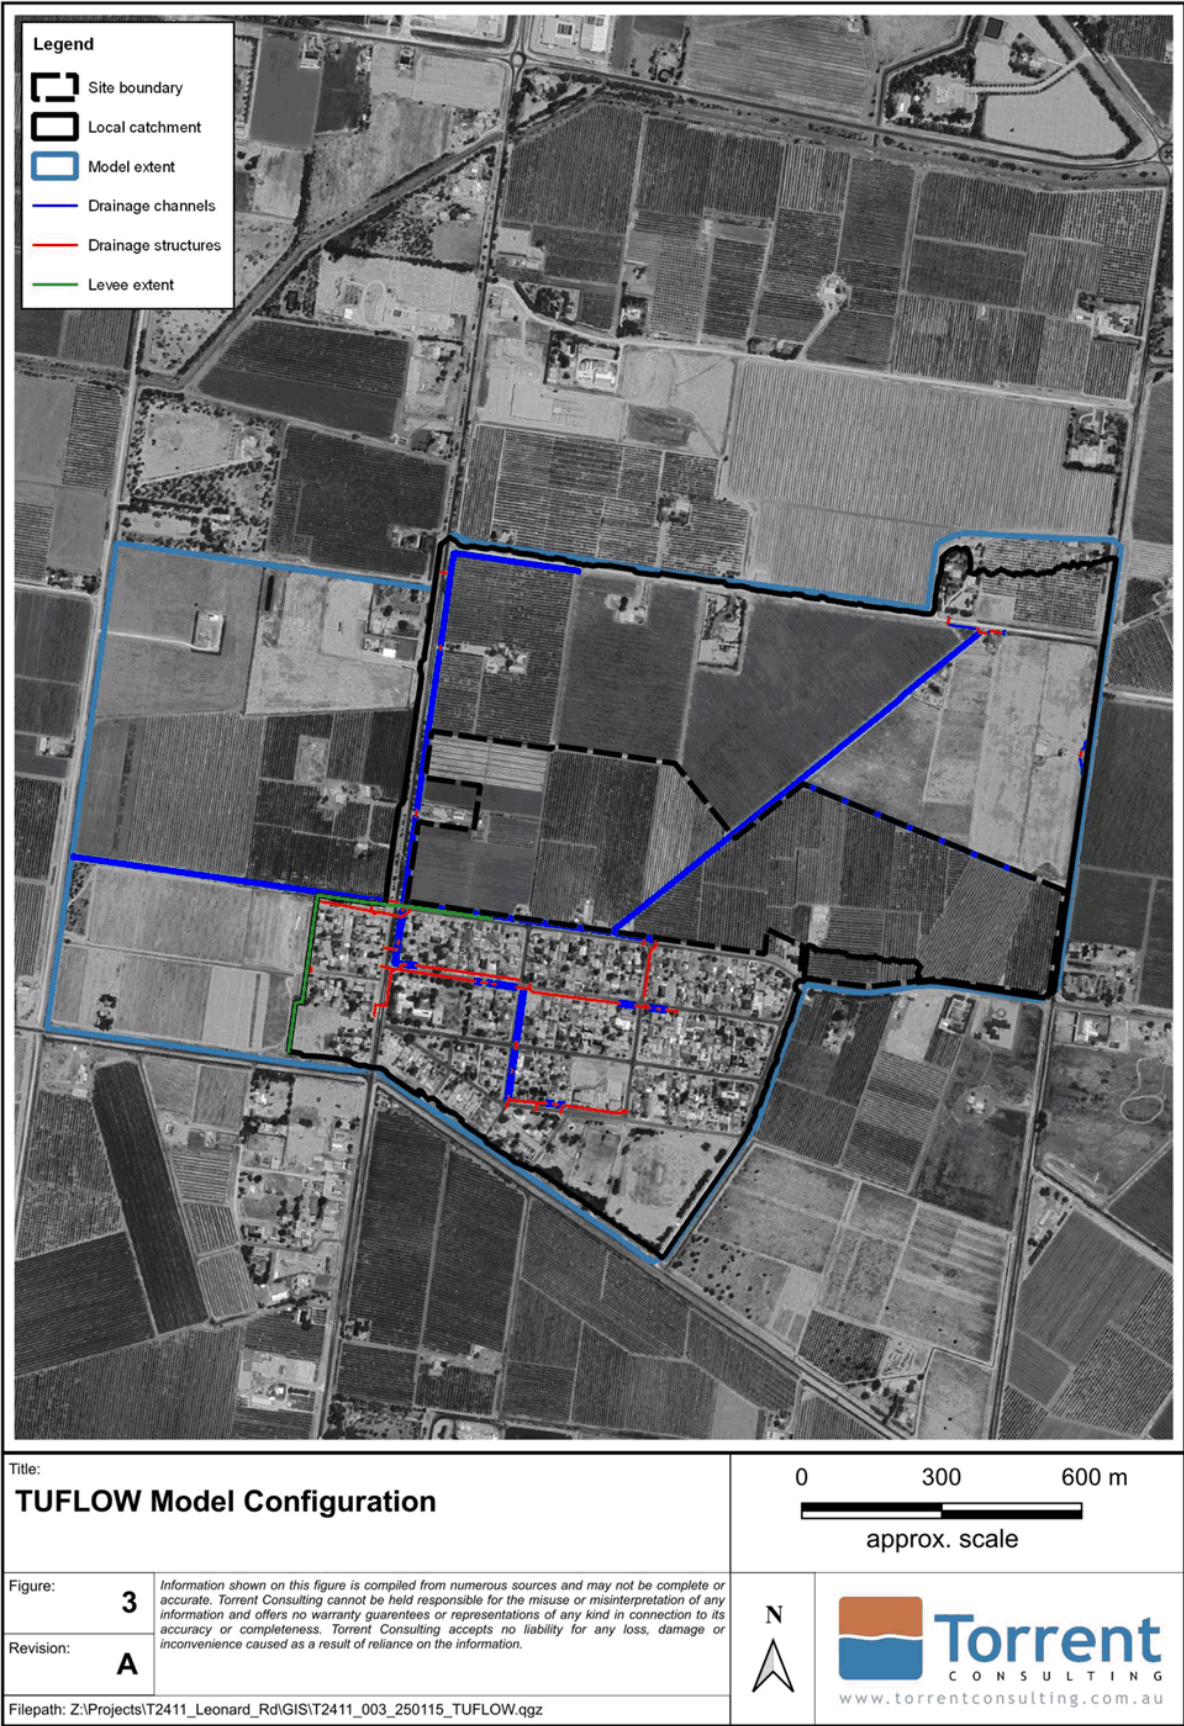 Legend
Site boundary
Local catchment
Model extent
Drainage channels
Drainage structures
Levee extent
Title:
TUFLOW Model Configuration
0 300 600 m
approx. scale
Figure:
3
Revision:
A
Information shown on this figure is compiled from numerous sources and may not be complete or
accurate. Torrent Consulting cannot be held responsible for the misuse or misinterpretation of any
information and offers no warranty guarentees or representations of any kind in connection to its
accuracy or completeness. Torrent Consulting accepts no liability for any loss, damage or
inconvenience caused as a result of reliance on the information.
N
Torrent
CONSULTING
www.torrentconsulting.com.au
Filepath: Z:\Projects\T2411_Leonard_Rd\GIS\T2411_003_250115_TUFLOW.qgz